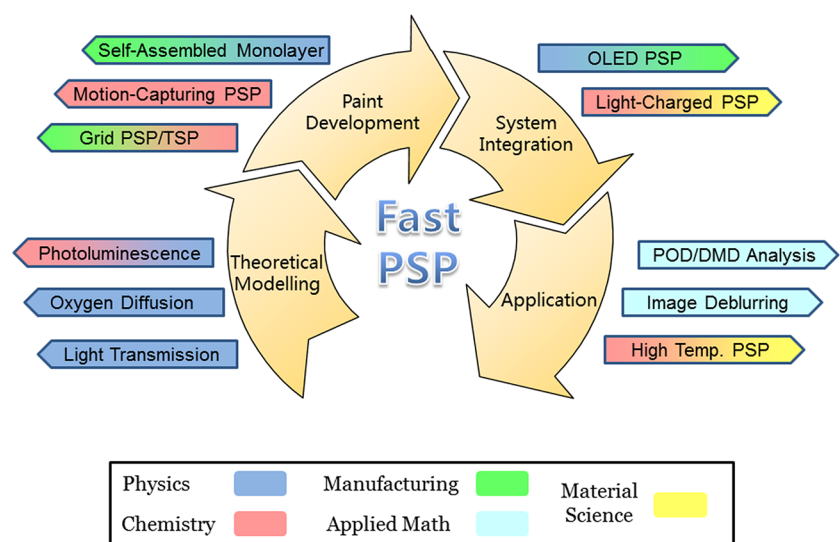 Self-Assembled Monolayer
Motion-Capturing PSP
Grid PSP/TSP
Photoluminescence
Oxygen Diffusion
Light Transmission
Theoretical
Modelling
Paint
Development
System
Integration
Application
Fast
PSP
OLED PSP
Light-Charged PSP
POD/DMD Analysis
Image Deblurring
High Temp. PSP
Physics
Chemistry
Manufacturing
Applied Math
Material
Science